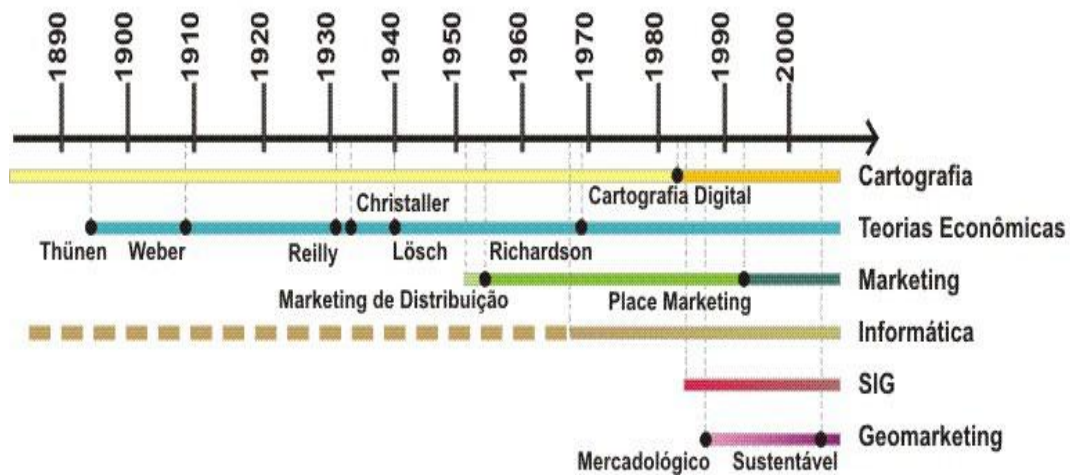 1890 1900 1910 1920 1930 1940 1950 1960 1970 1980 1990 2000
Cartografia
Cartografia Digital
Christaller
Teorias Econômicas
Thünen Weber Reilly Lösch Richardson
Marketing
Marketing de Distribuição Place Marketing
Informática
SIG
Geomarketing
Mercadológico Sustentável